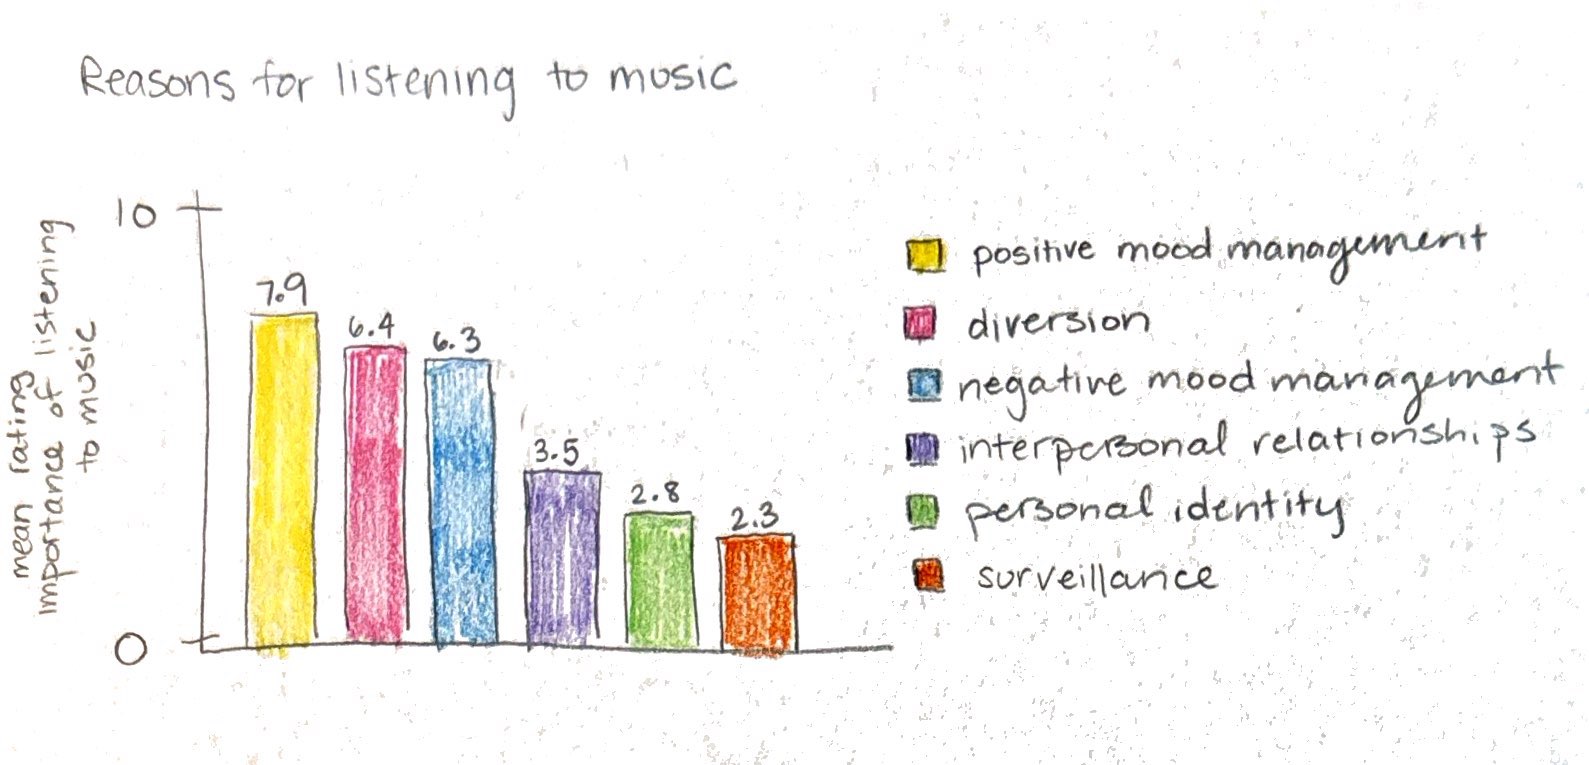 Reasons for listening to music
mean rating
importance of listening
to music
10
0
7.9
6.4
6.3
3.5
2.8
2.3
positive mood management
diversion
negative mood management
interpersonal relationships
personal identity
surveillance